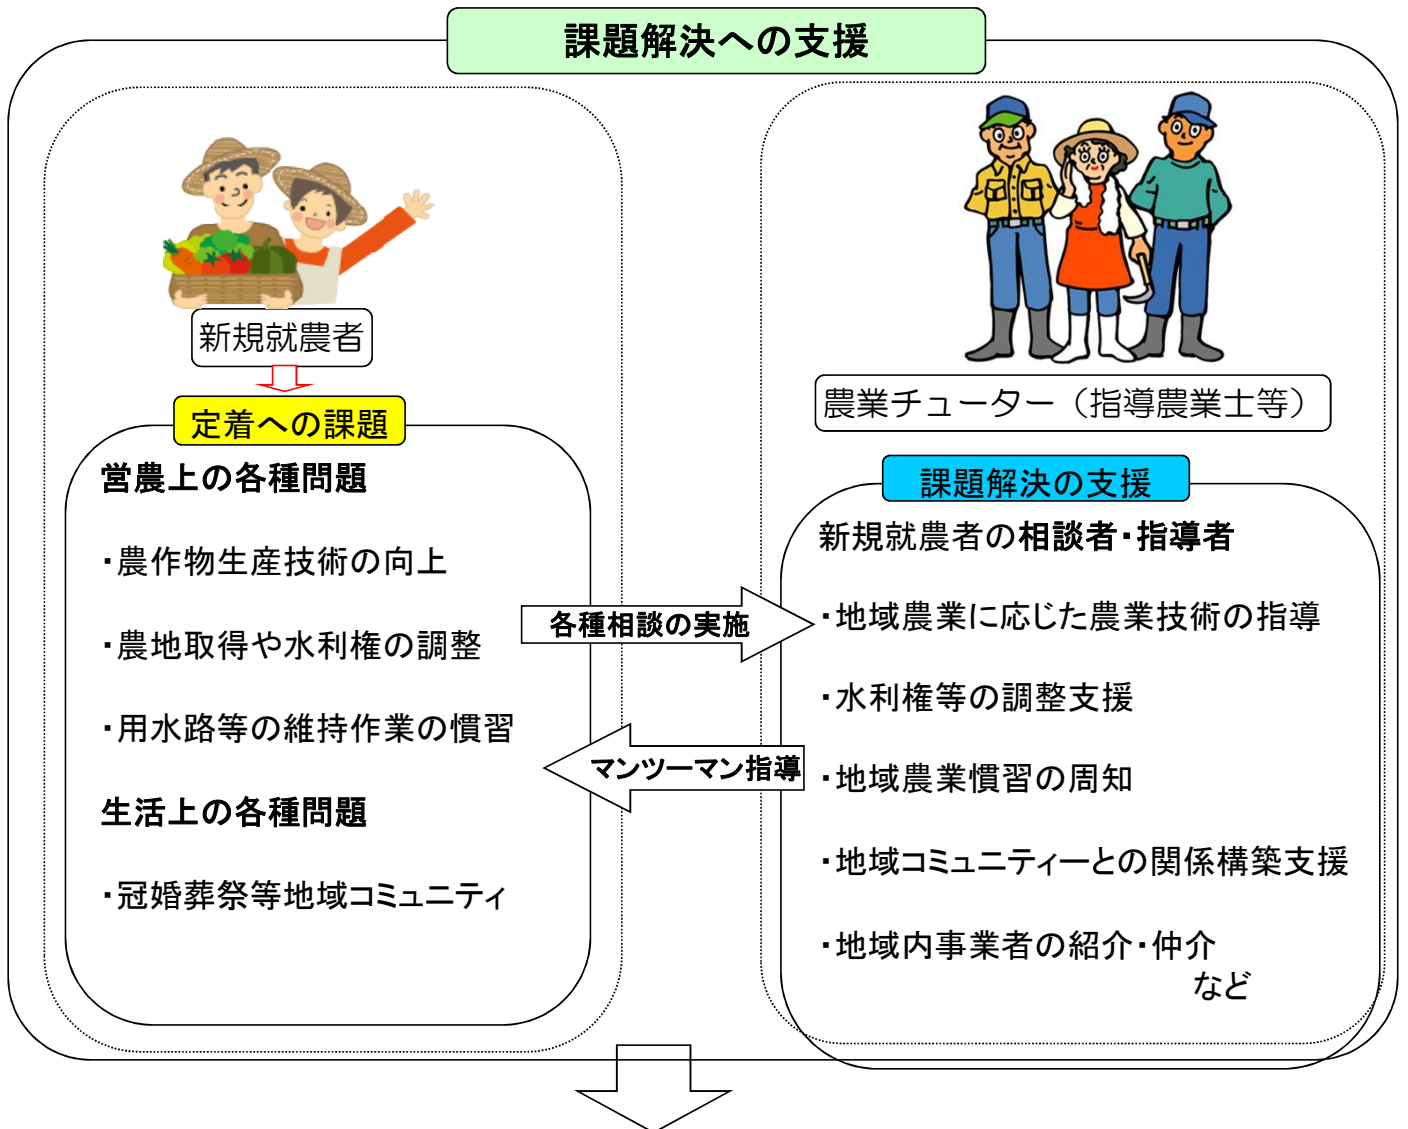 課題解決への支援
新規就農者
定着への課題
営農上の各種問題
・農作物生産技術の向上
・農地取得や水利権の調整
・用水路等の維持作業の慣習
生活上の各種問題
・冠婚葬祭等地域コミュニティ
各種相談の実施
マンツーマン指導
農業チューター（指導農業士等）
課題解決の支援
新規就農者の相談者・指導者
・地域農業に応じた農業技術の指導
・水利権等の調整支援
・地域農業慣習の周知
・地域コミュニティーとの関係構築支援
・地域内事業者の紹介・仲介
など